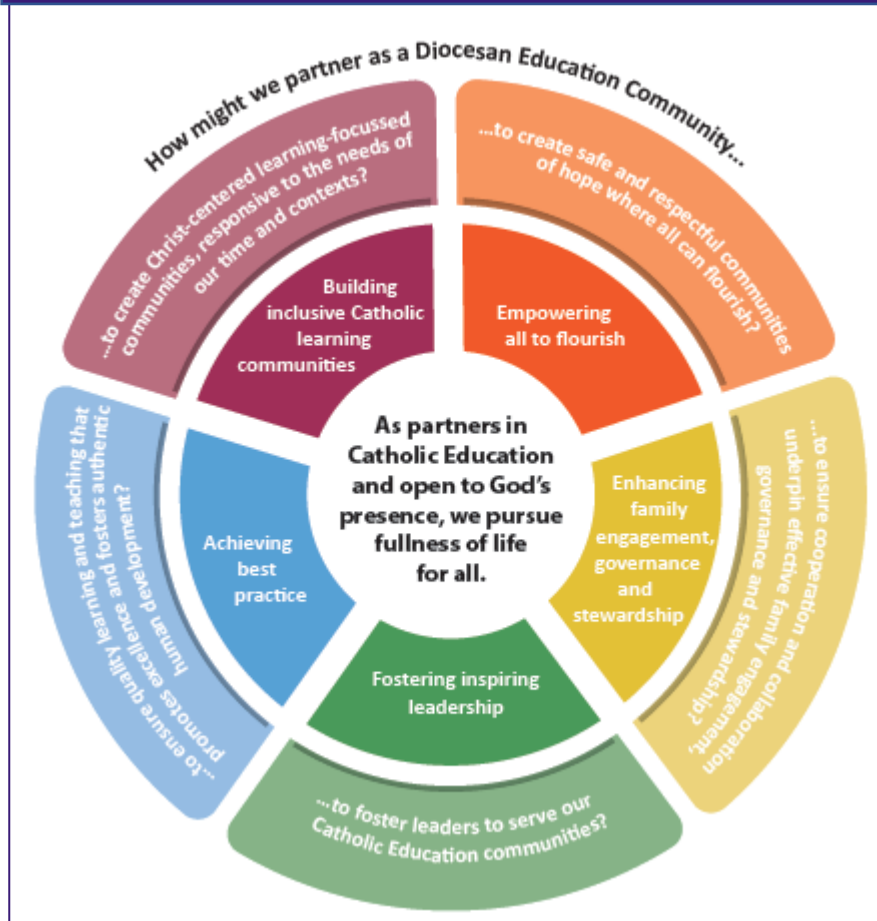 How might we partner as a Diocesan Education Community...
...to create Christ-centered learning-focussed
communities, responsive to the needs of
our time and contexts?
...to create safe and respectful communities
of hope where all can flourish?
Building
inclusive Catholic
learning
communities
Empowering
all to flourish
As partners in
Catholic Education
and open to God's
presence, we pursue
fullness of life
for all.
...to ensure cooperation and collaboration
underpin effective family engagement,
governance and stewardship?
Enhancing
family
engagement,
governance
and
stewardship
Fostering inspiring
leadership
...to foster leaders to serve our
Catholic Education communities?
Achieving
best
practice
...to ensure quality learning and teaching that
promotes excellence and fosters authentic
human development?